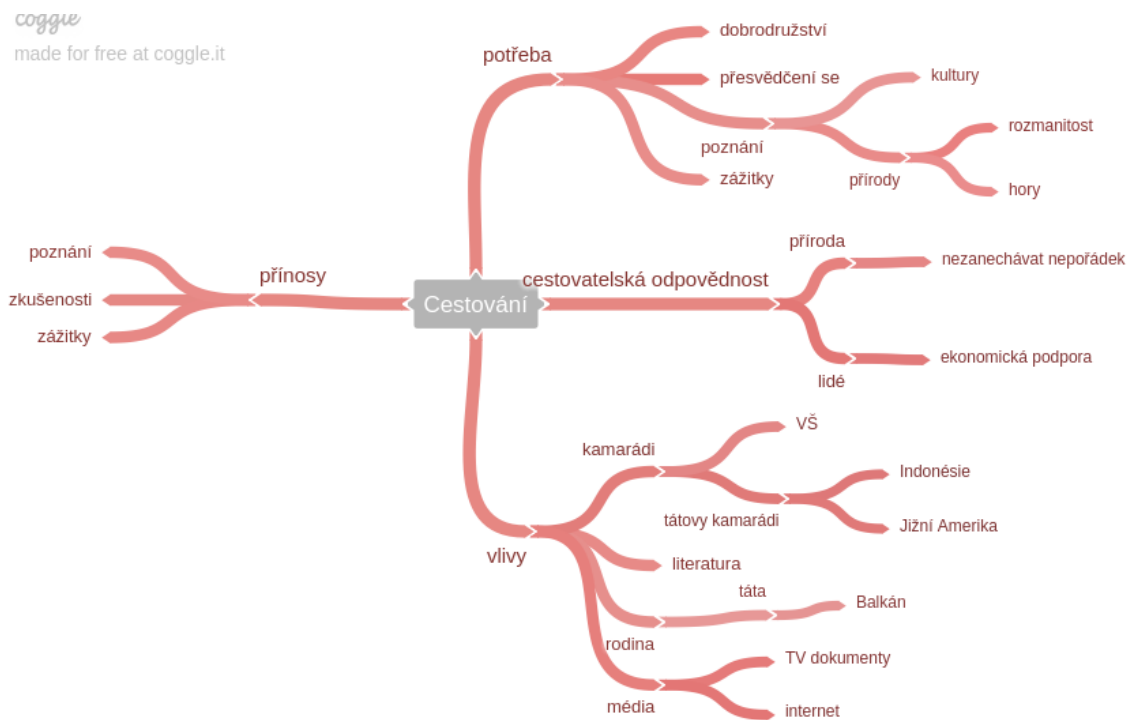 coggle
made for free at coggle.it
potřeba
dobrodružství
přesvědčení se
poznání
kultury
přírody
rozmanitost
hory
zážitky
přínosy
poznání
zkušenosti
zážitky
Cestování
cestovatelská odpovědnost
příroda
nezanechávat nepořádek
lidé
ekonomická podpora
vlivy
kamarádi
VŠ
tátovy kamarádi
Indonésie
Jižní Amerika
literatura
rodina
táta
Balkán
média
TV dokumenty
internet